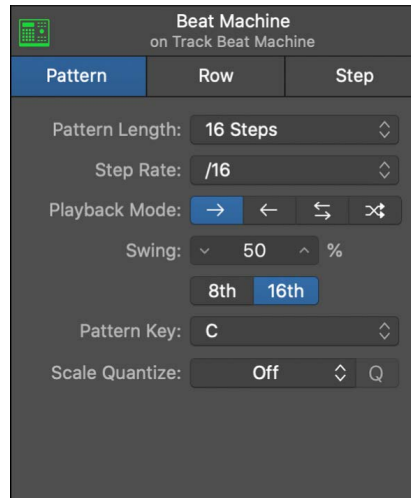 Beat Machine
on Track Beat Machine
Pattern Row Step
Pattern Length: 16 Steps
Step Rate: /16
Playback Mode:
Swing: 50 %
8th 16th
Pattern Key: C
Scale Quantize: Off Q